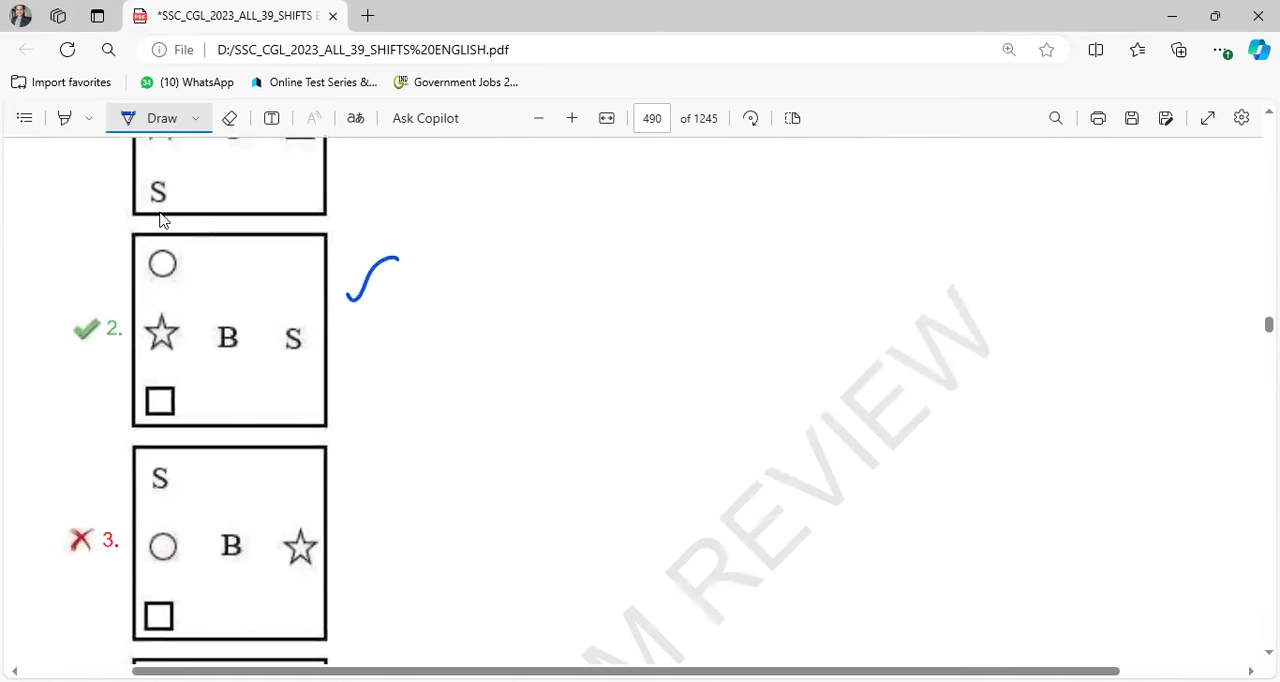 *SSC_CGL_2023_ALL_39_SHIFTS E
File D:/SSC_CGL_2023_ALL_39_SHIFTS%20ENGLISH.pdf
Import favorites (10) WhatsApp Online Test Series &... Government Jobs 2...
Draw Ask Copilot 490 of 1245
S
2. B S
S
3. B
M REVIEW